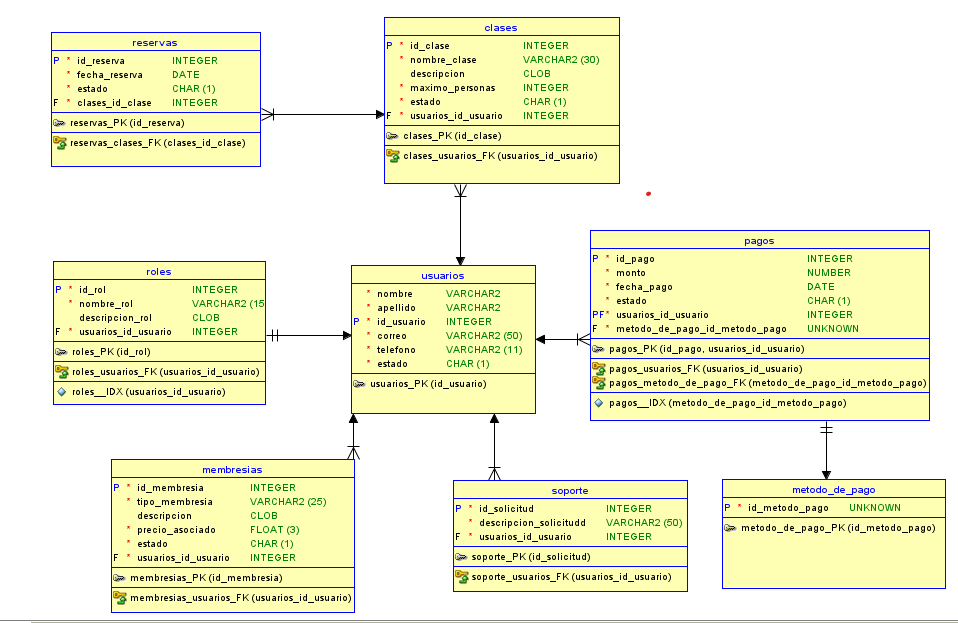 reservas
P * id_reserva INTEGER
* fecha_reserva DATE
* estado CHAR (1)
F * clases_id_clase INTEGER
reservas_PK (id_reserva)
reservas_clases_FK (clases_id_clase)
clases
P * id_clase INTEGER
* nombre_clase VARCHAR2 (30)
descripcion CLOB
* maximo_personas INTEGER
* estado CHAR (1)
F * usuarios_id_usuario INTEGER
clases_PK (id_clase)
clases_usuarios_FK (usuarios_id_usuario)
roles
P * id_rol INTEGER
* nombre_rol VARCHAR2 (15
descripcion_rol CLOB
F * usuarios_id_usuario INTEGER
roles_PK (id_rol)
roles_usuarios_FK (usuarios_id_usuario)
roles__IDX (usuarios_id_usuario)
usuarios
* nombre VARCHAR2
* apellido VARCHAR2
P * id_usuario INTEGER
* correo VARCHAR2 (50)
* telefono VARCHAR2 (11)
* estado CHAR (1)
usuarios_PK (id_usuario)
pagos
P * id_pago INTEGER
* monto NUMBER
* fecha_pago DATE
* estado CHAR (1)
PF* usuarios_id_usuario INTEGER
F * metodo_de_pago_id_metodo_pago UNKNOWN
pagos_PK (id_pago, usuarios_id_usuario)
pagos_usuarios_FK (usuarios_id_usuario)
pagos_metodo_de_pago_FK (metodo_de_pago_id_metodo_pago)
pagos__IDX (metodo_de_pago_id_metodo_pago)
membresias
P * id_membresia INTEGER
* tipo_membresia VARCHAR2 (25)
descripcion CLOB
* precio_asociado FLOAT (3)
* estado CHAR (1)
F * usuarios_id_usuario INTEGER
membresias_PK (id_membresia)
membresias_usuarios_FK (usuarios_id_usuario)
soporte
P * id_solicitud INTEGER
* descripcion_solicitudd VARCHAR2 (50)
F * usuarios_id_usuario INTEGER
soporte_PK (id_solicitud)
soporte_usuarios_FK (usuarios_id_usuario)
metodo_de_pago
P * id_metodo_pago UNKNOWN
metodo_de_pago_PK (id_metodo_pago)